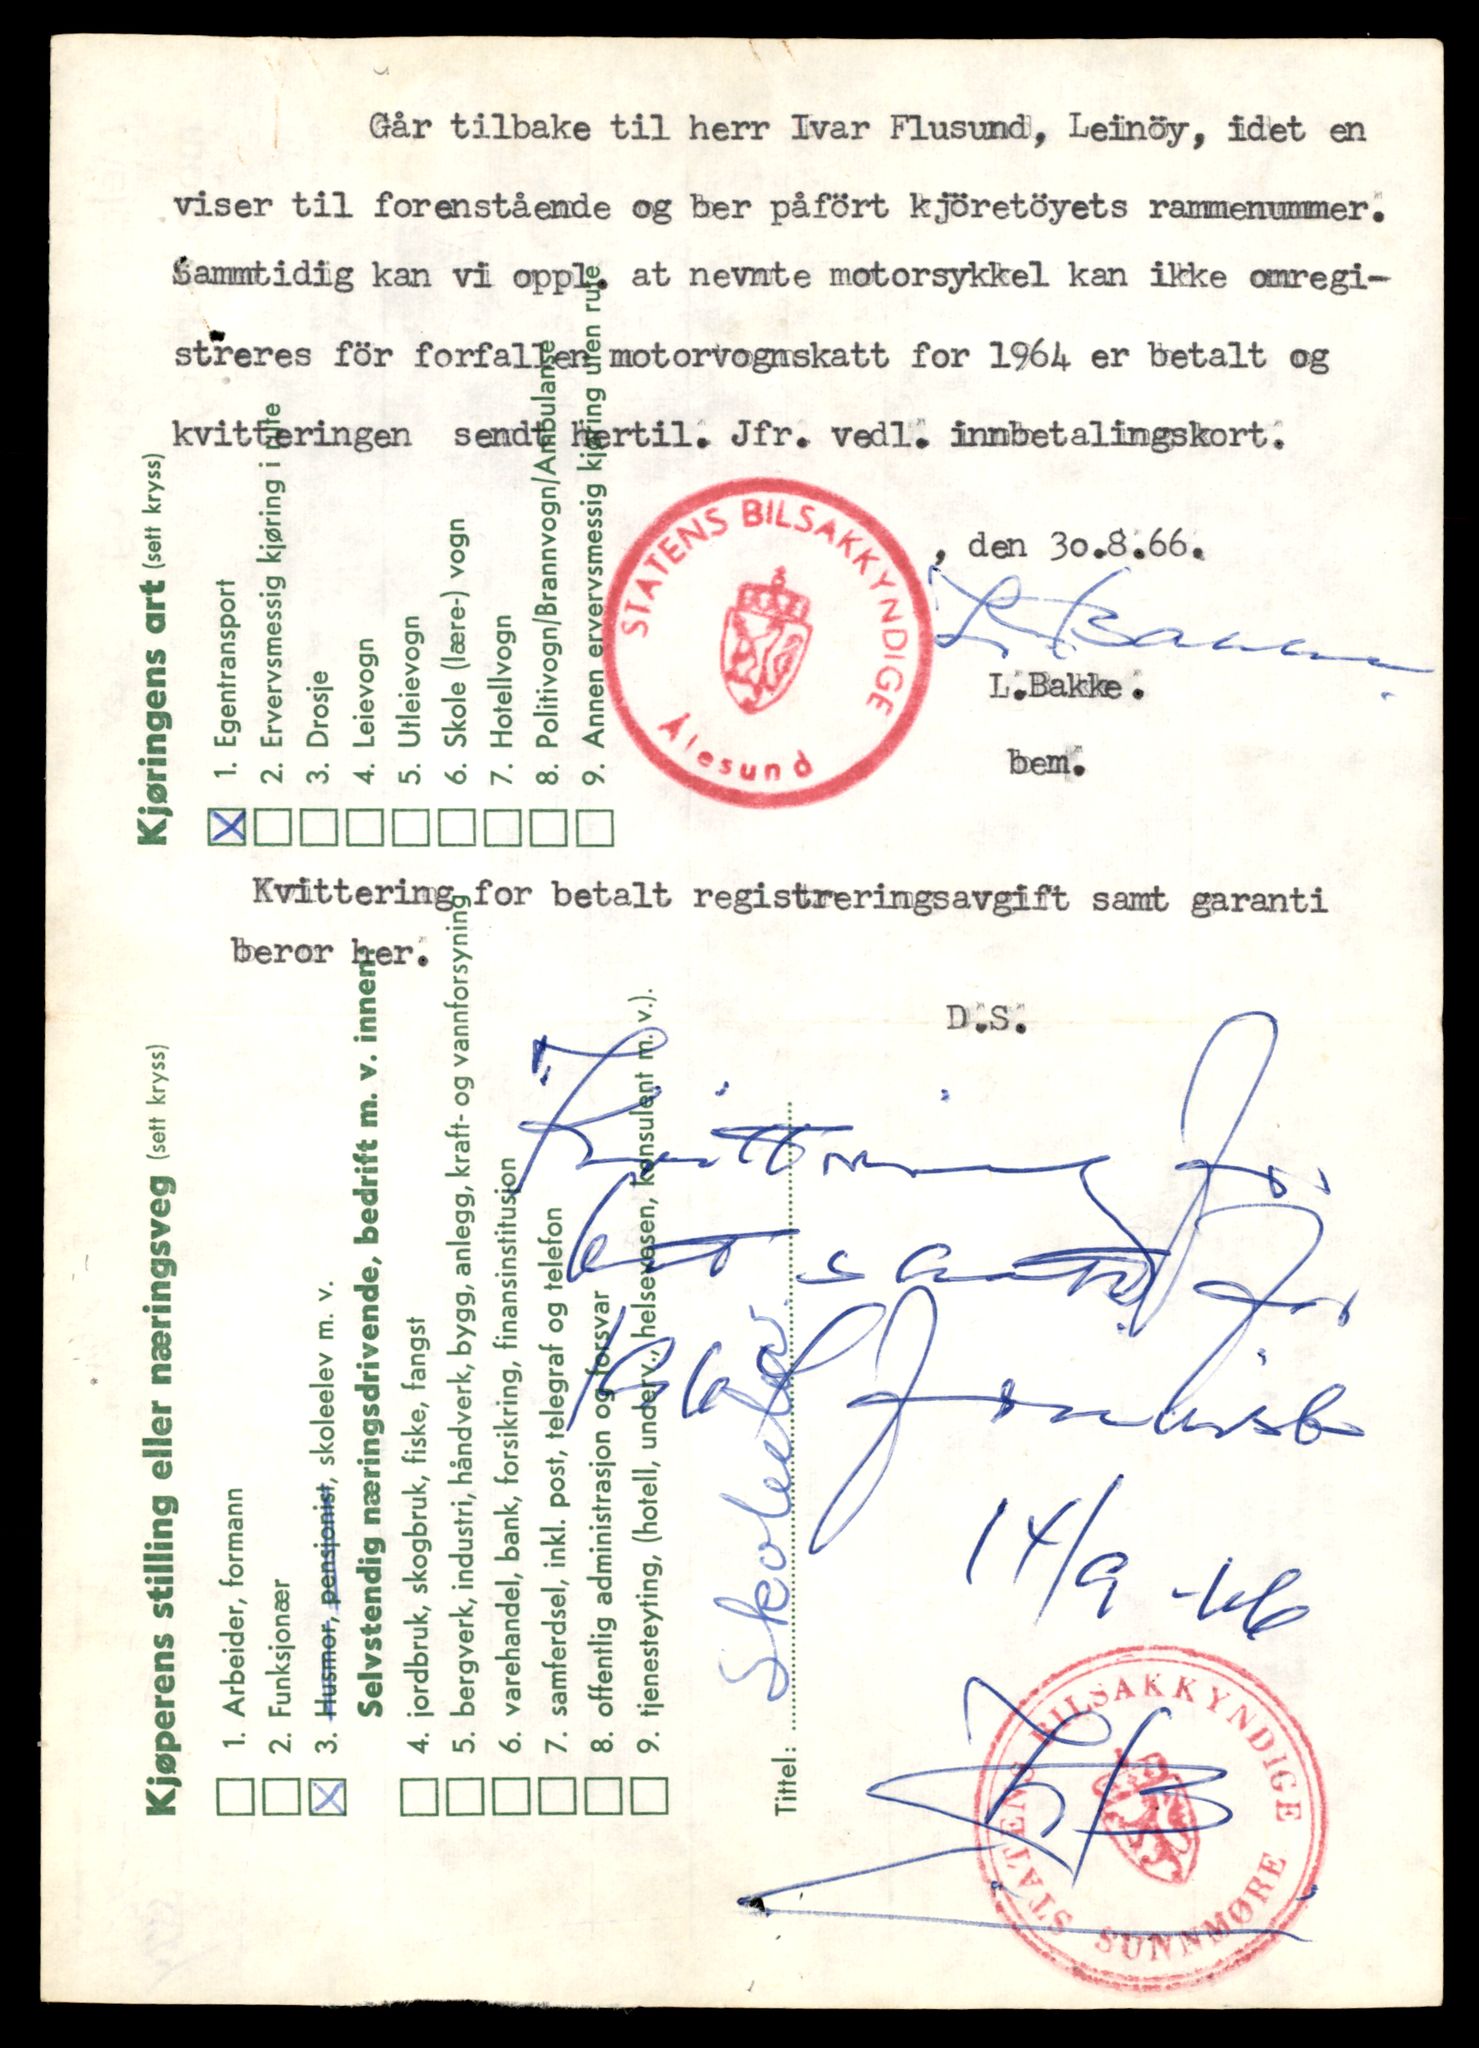 Går tilbake til herr Ivar Flusund, Leinöy, idet en
viser til forenstående og ber påfört kjöretöyets rammenummer.
Sammtidig kan vi oppl. at nevnte motorsykkel kan ikke omregi-
streres för forfallen motorvognskatt for 1964 er betalt og
kvitteringen sendt hertil. Jfr. vedl. innbetalingskort.
, den 30.8.66.
STATENS BILSAKKYNDIGE
Ålesund
L. Bakke
L.Bakke.
bem.
Kvittering for betalt registreringsavgift samt garanti
beror her.
D.S.
Kvittering for
bet skatt for
1964
14/9-66
STATENS BILSAKKYNDIGE
SUNNMØRE
Kjøringens art (sett kryss)
1. Egentransport
2. Ervervsmessig kjøring i rute
3. Drosje
4. Leievogn
5. Utleievogn
6. Skole (lære-) vogn
7. Hotellvogn
8. Politivogn/Brannvogn/Ambulanse
9. Annen ervervsmessig kjøring uten rute
Kjøperens stilling eller næringsveg (sett kryss)
1. Arbeider, formann
2. Funksjonær
3. Husmor, pensjonist, skoleelev m. v.
Selvstendig næringsdrivende, bedrift m. v. innen
4. jordbruk, skogbruk, fiske, fangst
5. bergverk, industri, håndverk, bygg, anlegg, kraft- og vannforsyning
6. varehandel, bank, forsikring, finansinstitusjon
7. samferdsel, inkl. post, telegraf og telefon
8. offentlig administrasjon og forsvar
9. tjenesteyting, (hotell, underv., helsevesen, konsulent m. v.).
Tittel: Skoleelev